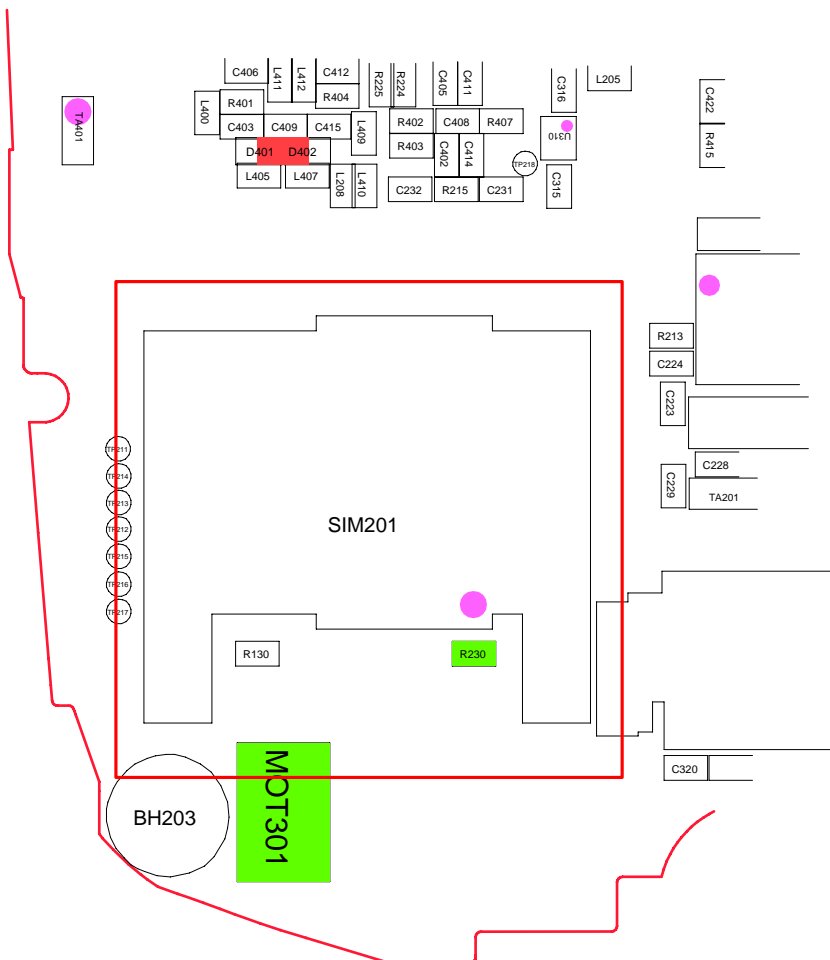 C406
L411
L412
C412
R225
R224
C405
C411
C316
L205
C422
L400
R401
R404
TA401
C403
C409
C415
L409
R402
C408
R407
U310
R415
D401
D402
R403
C402
C414
TP218
L405
L407
L208
L410
C232
R215
C231
C315
R213
C224
C223
TP211
TP214
C228
C229
TA201
TP213
SIM201
TP212
TP215
TP216
TP217
R130
R230
MOT301
C320
BH203